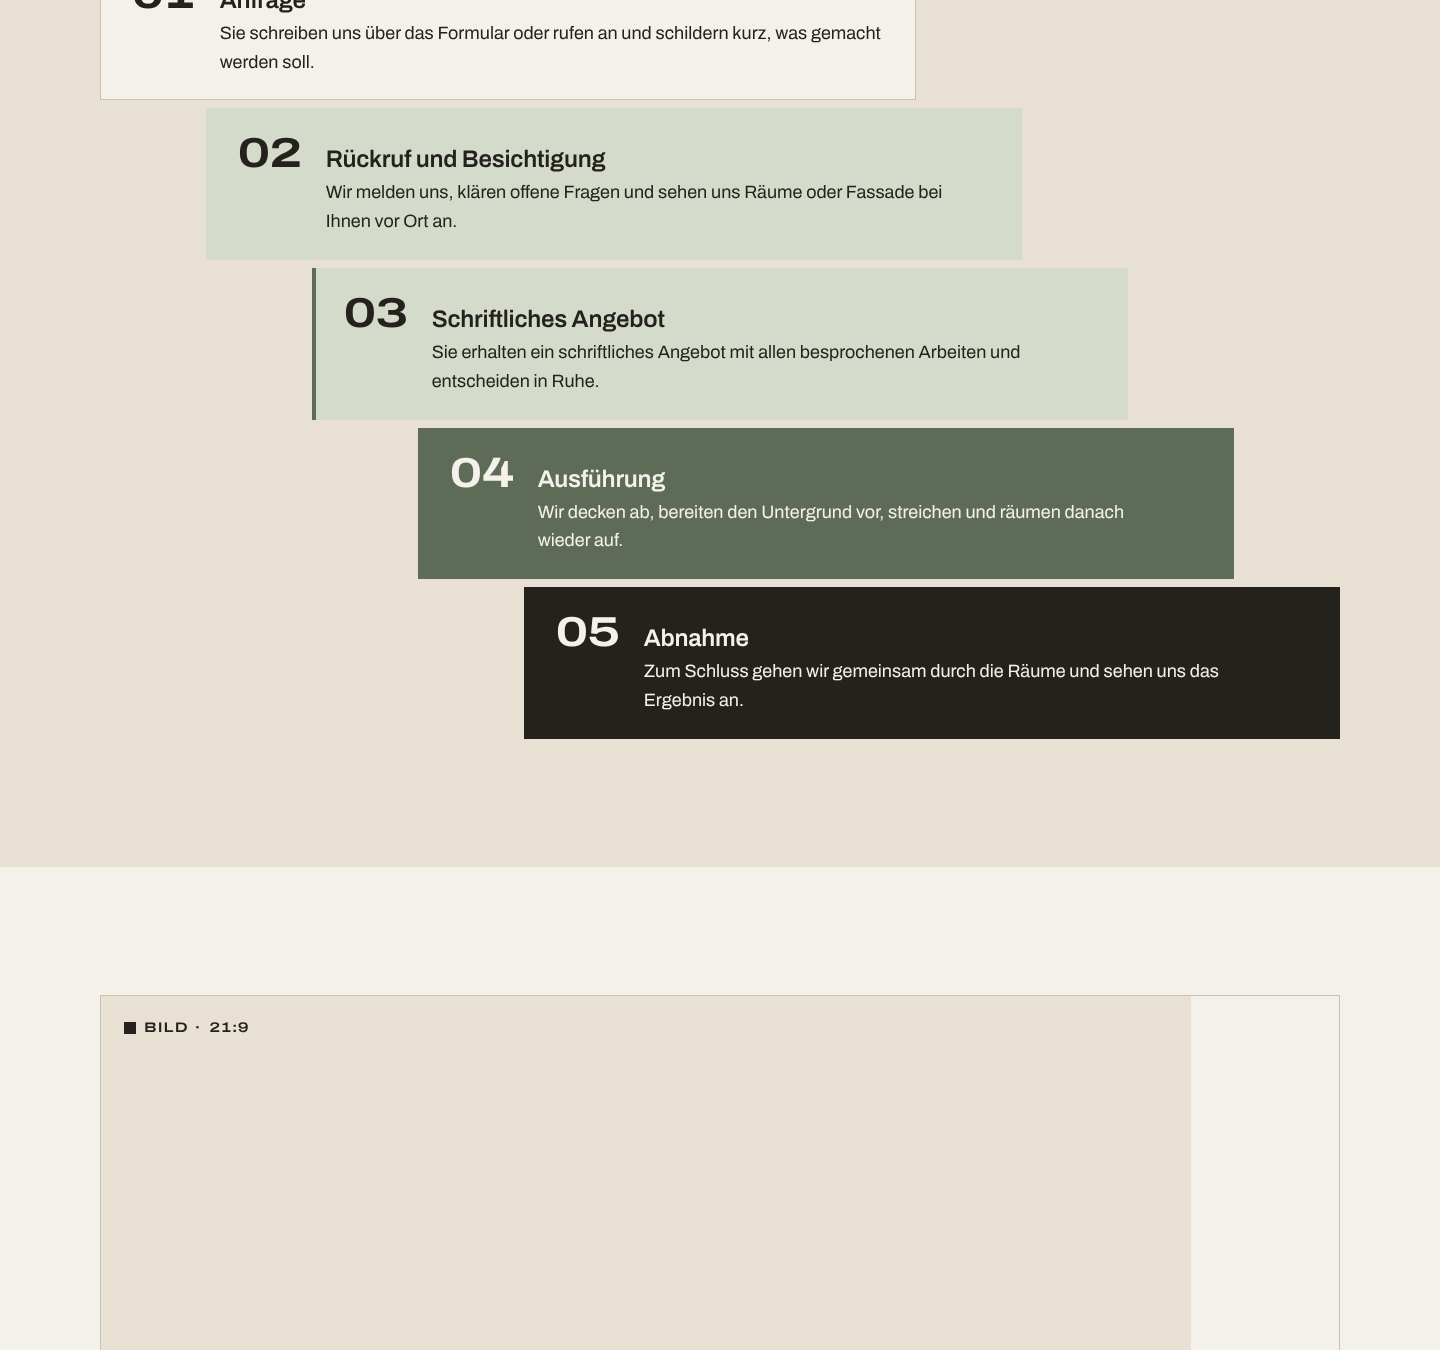 01 Anfrage
Sie schreiben uns über das Formular oder rufen an und schildern kurz, was gemacht
werden soll.
02 Rückruf und Besichtigung
Wir melden uns, klären offene Fragen und sehen uns Räume oder Fassade bei
Ihnen vor Ort an.
03 Schriftliches Angebot
Sie erhalten ein schriftliches Angebot mit allen besprochenen Arbeiten und
entscheiden in Ruhe.
04 Ausführung
Wir decken ab, bereiten den Untergrund vor, streichen und räumen danach
wieder auf.
05 Abnahme
Zum Schluss gehen wir gemeinsam durch die Räume und sehen uns das
Ergebnis an.
BILD · 21:9